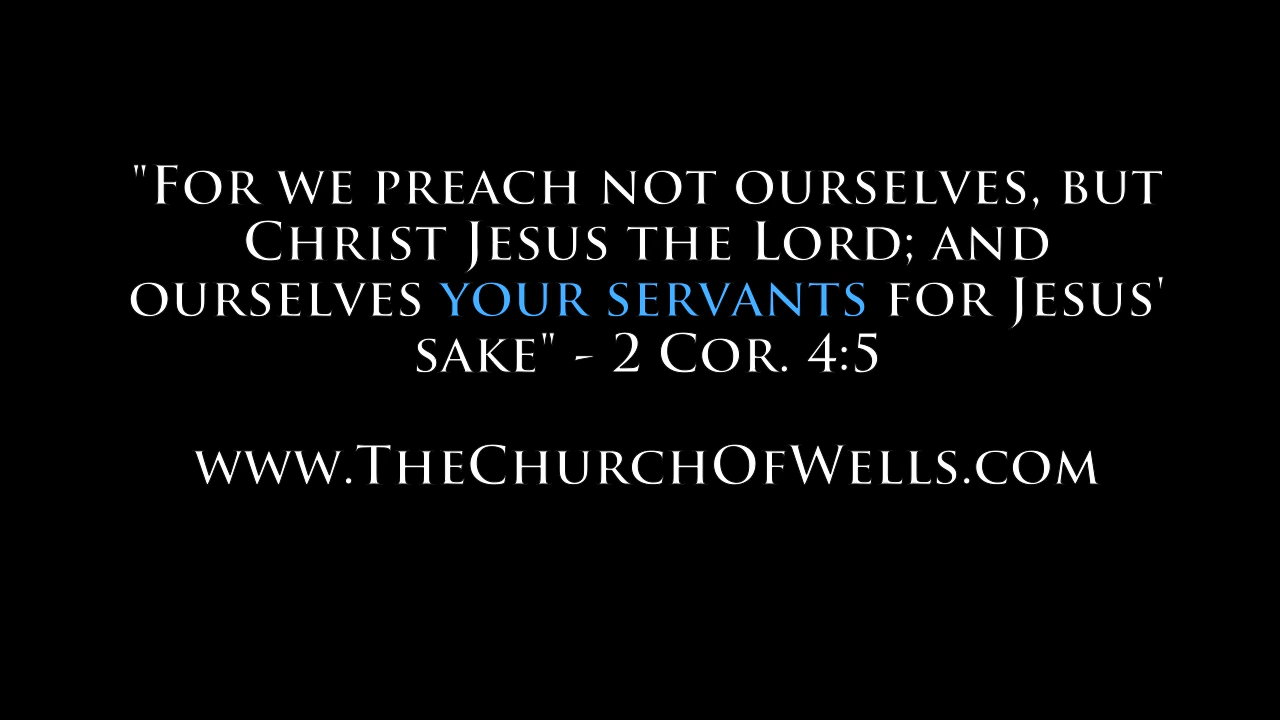 "For we preach not ourselves, but
Christ Jesus the Lord; and
ourselves your servants for Jesus'
sake" - 2 Cor. 4:5
www.TheChurchOfWells.com